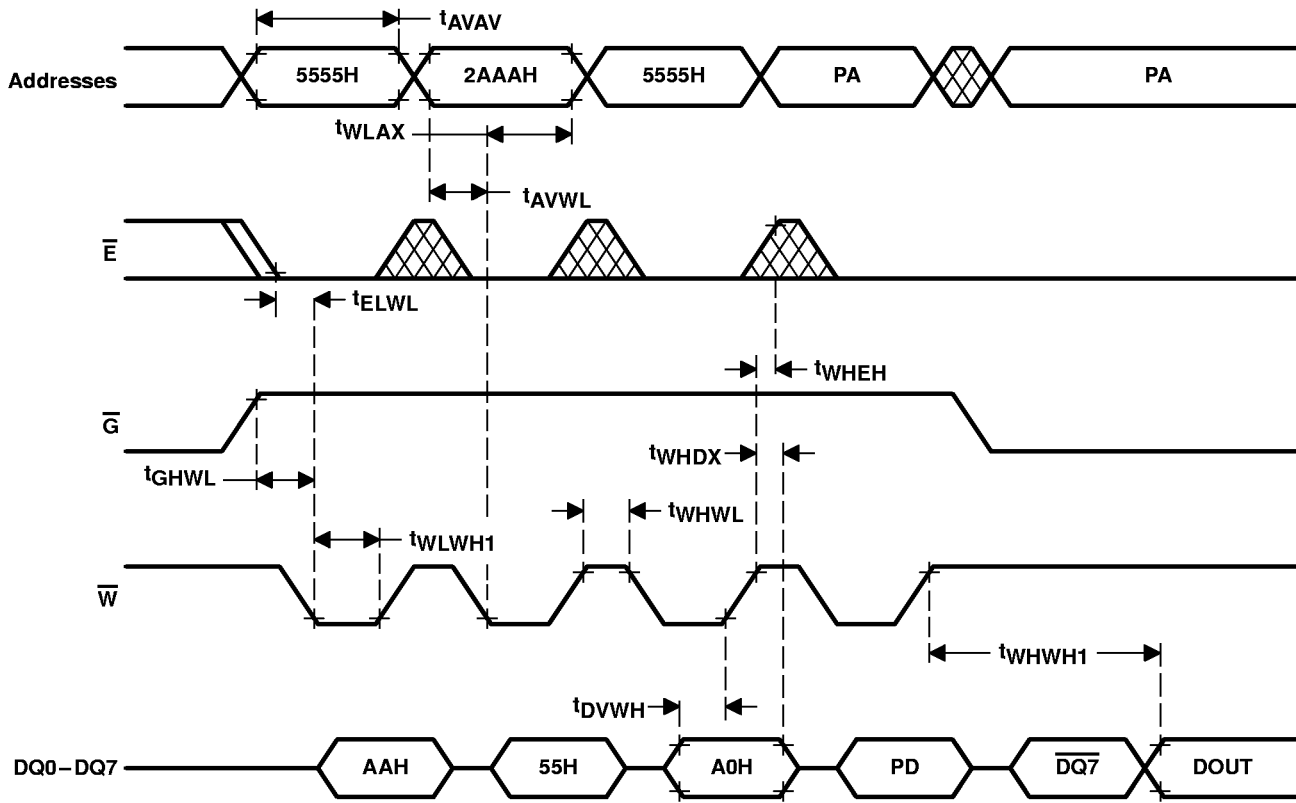 tAVAV
Addresses 5555H 2AAAH 5555H PA PA
tWLAX
tAVWL
E̅
tELWL
tWHEH
G̅
tWHDX
tGHWL
tWHWL
tWLWH1
W̅
tWHWH1
tDVWH
DQ0–DQ7 AAH 55H A0H PD D̅Q̅7̅ DOUT